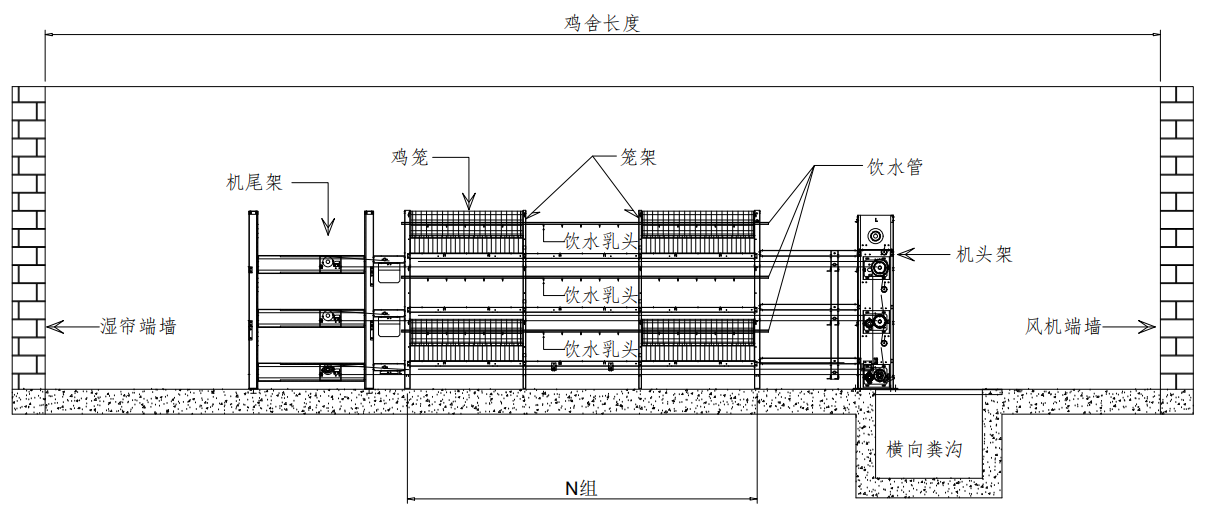 鸡舍长度
鸡笼
笼架
饮水管
机尾架
饮水乳头
机头架
饮水乳头
湿帘端墙
风机端墙
饮水乳头
横向粪沟
N组